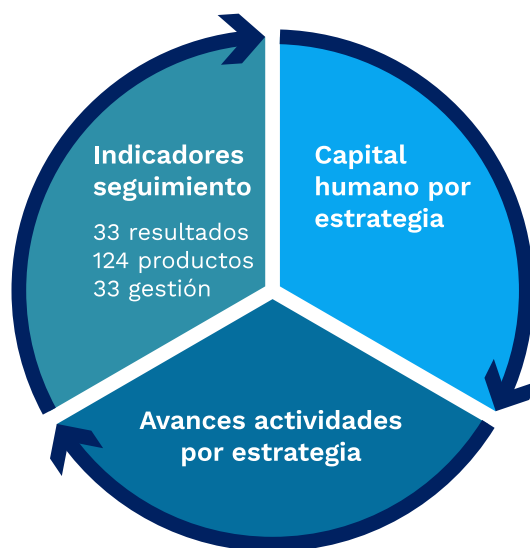 Indicadores
seguimiento
33 resultados
124 productos
33 gestión
Capital
humano por
estrategia
Avances actividades
por estrategia